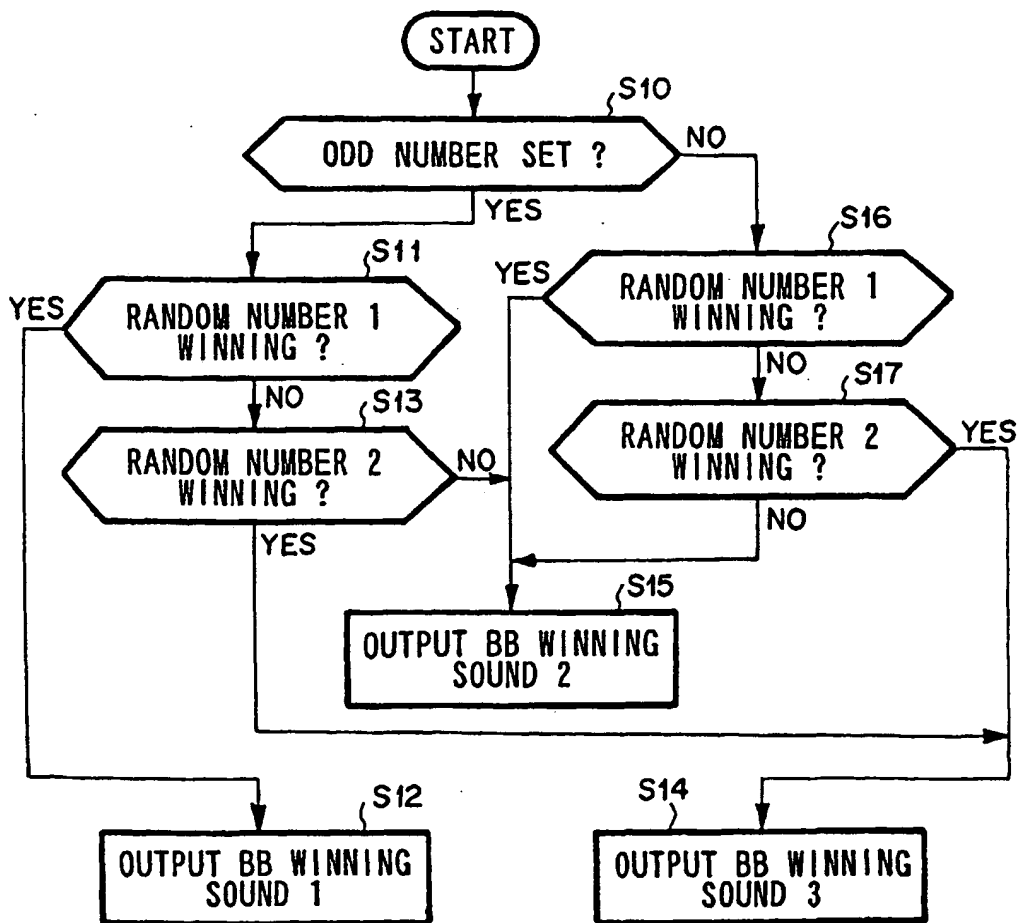 START
S10
ODD NUMBER SET ?
NO
YES
S11
YES
RANDOM NUMBER 1
WINNING ?
NO
S13
RANDOM NUMBER 2
WINNING ?
NO
YES
S16
YES
RANDOM NUMBER 1
WINNING ?
NO
S17
RANDOM NUMBER 2
WINNING ?
YES
NO
S15
OUTPUT BB WINNING
SOUND 2
S12
OUTPUT BB WINNING
SOUND 1
S14
OUTPUT BB WINNING
SOUND 3